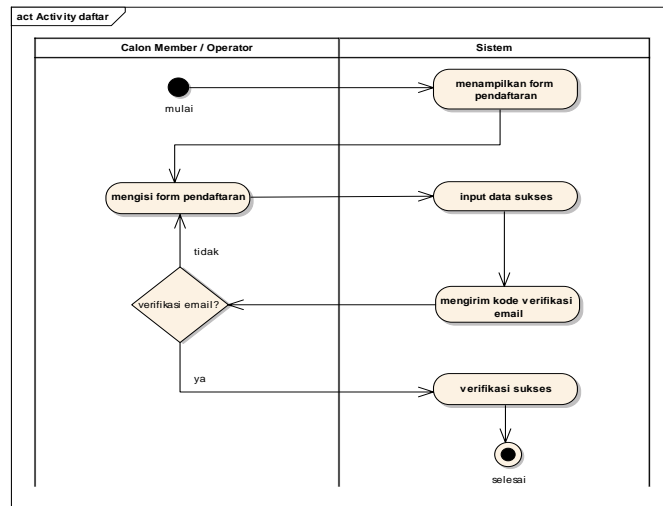 act Activity daftar
Calon Member / Operator
Sistem
mulai
menampilkan form
pendaftaran
mengisi form pendaftaran
input data sukses
tidak
verifikasi email?
mengirim kode verifikasi
email
ya
verifikasi sukses
selesai